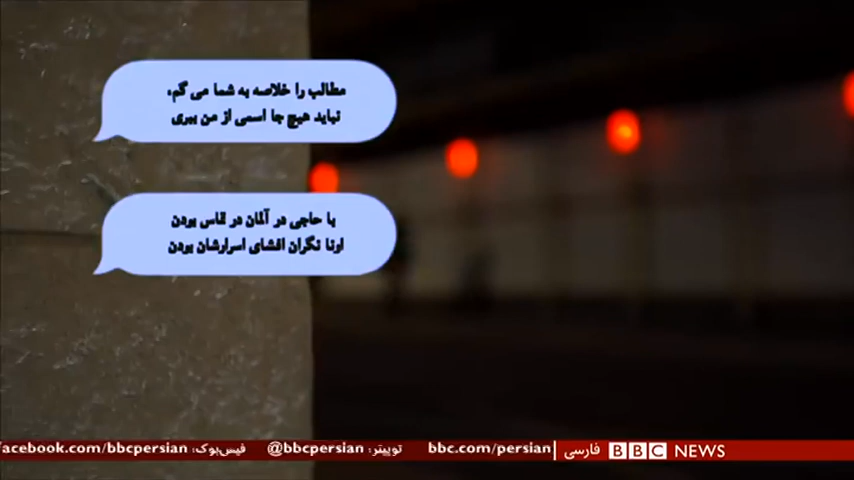 مطالب را خلاصه به شما می گم،
نباید هیچ جا اسمی از من ببری
با حاجی در آلمان در تماس بودن
اونا نگران افشای اسرارشان بودن
facebook.com/bbcpersian :فیس‌بوک @bbcpersian :توییتر bbc.com/persian فارسی BBC NEWS